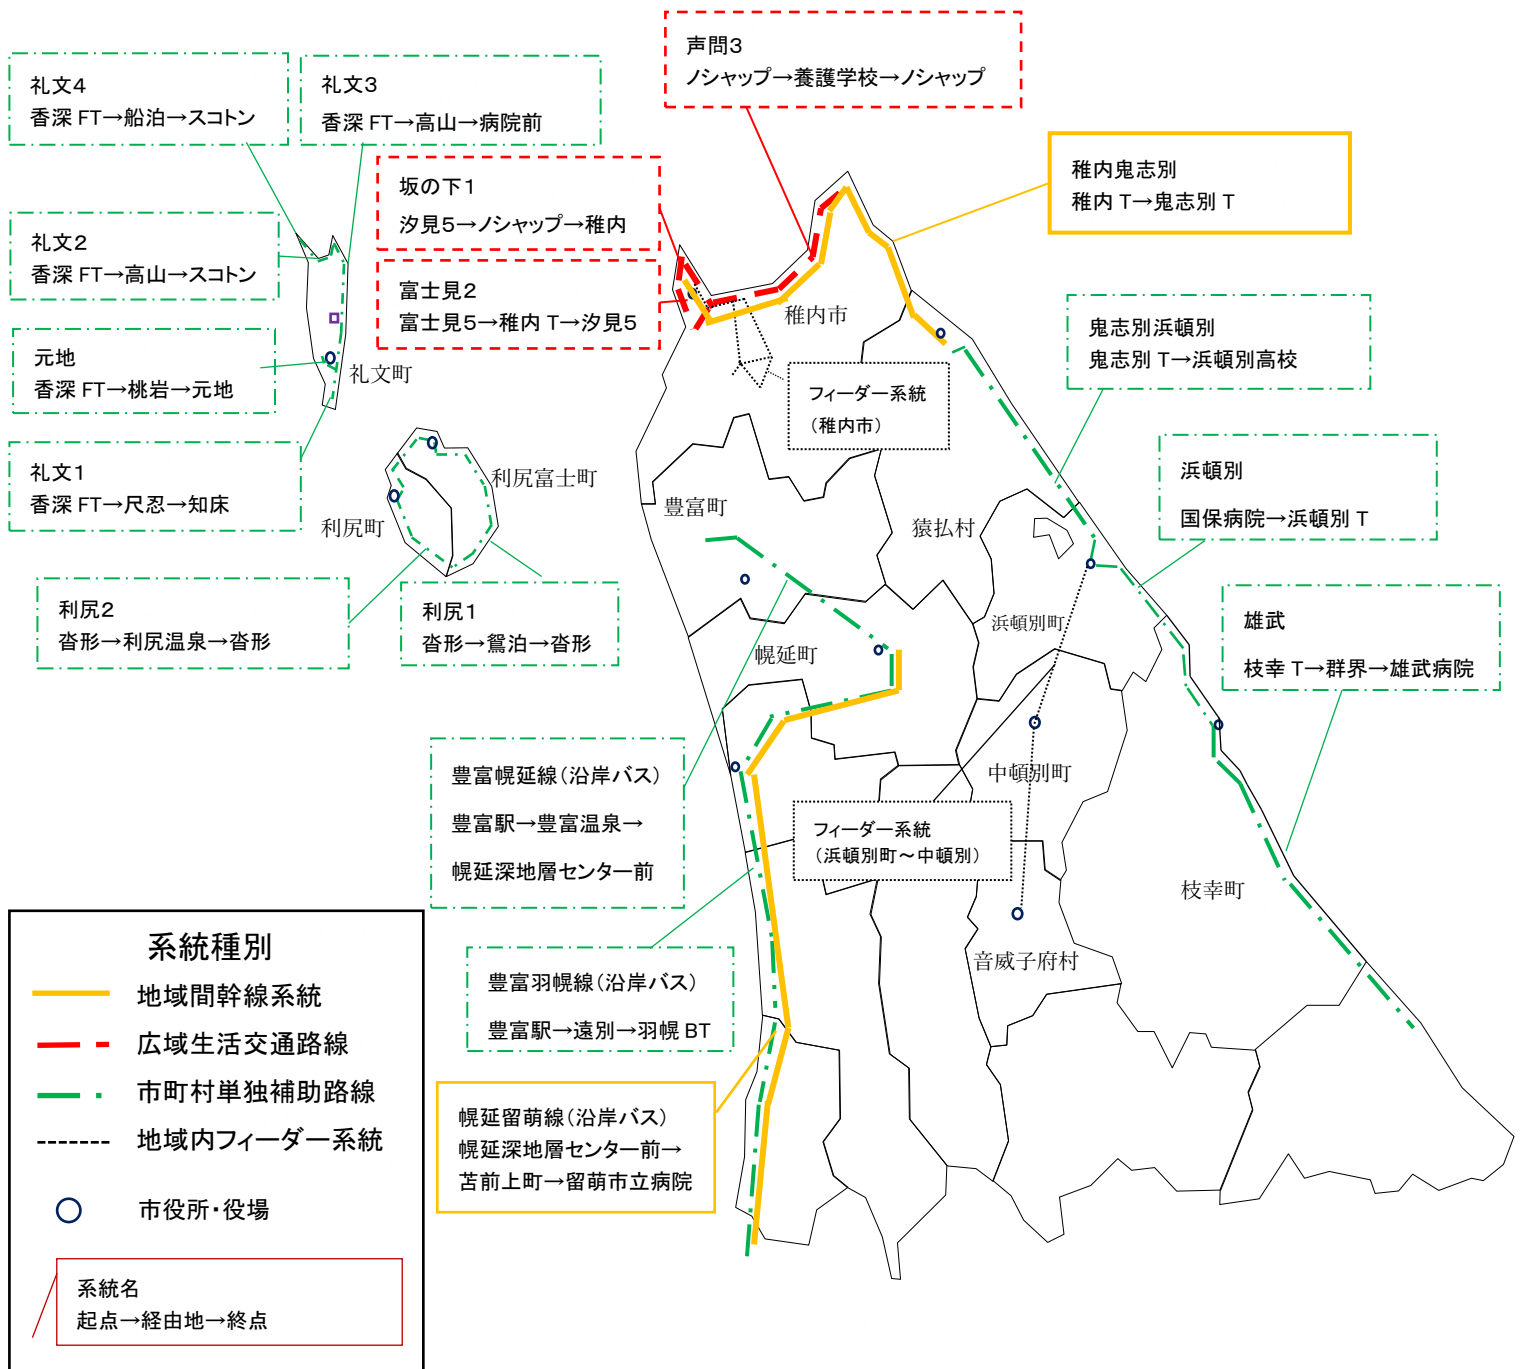 声問3
ノシャップ→養護学校→ノシャップ
礼文4
香深 FT→船泊→スコトン
礼文3
香深 FT→高山→病院前
坂の下1
汐見5→ノシャップ→稚内
稚内鬼志別
稚内 T→鬼志別 T
礼文2
香深 FT→高山→スコトン
富士見2
富士見5→稚内 T→汐見5
稚内市
鬼志別浜頓別
鬼志別 T→浜頓別高校
元地
香深 FT→桃岩→元地
礼文町
フィーダー系統
(稚内市)
礼文1
香深 FT→尺忍→知床
利尻富士町
利尻町
豊富町
猿払村
浜頓別
国保病院→浜頓別 T
利尻2
沓形→利尻温泉→沓形
利尻1
沓形→鴛泊→沓形
浜頓別町
幌延町
雄武
枝幸 T→群界→雄武病院
豊富幌延線(沿岸バス)
豊富駅→豊富温泉→
幌延深地層センター前
中頓別町
フィーダー系統
(浜頓別町~中頓別)
枝幸町
音威子府村
豊富羽幌線(沿岸バス)
豊富駅→遠別→羽幌 BT
幌延留萌線(沿岸バス)
幌延深地層センター前→
苫前上町→留萌市立病院
系統種別
地域間幹線系統
広域生活交通路線
市町村単独補助路線
地域内フィーダー系統
市役所・役場
系統名
起点→経由地→終点